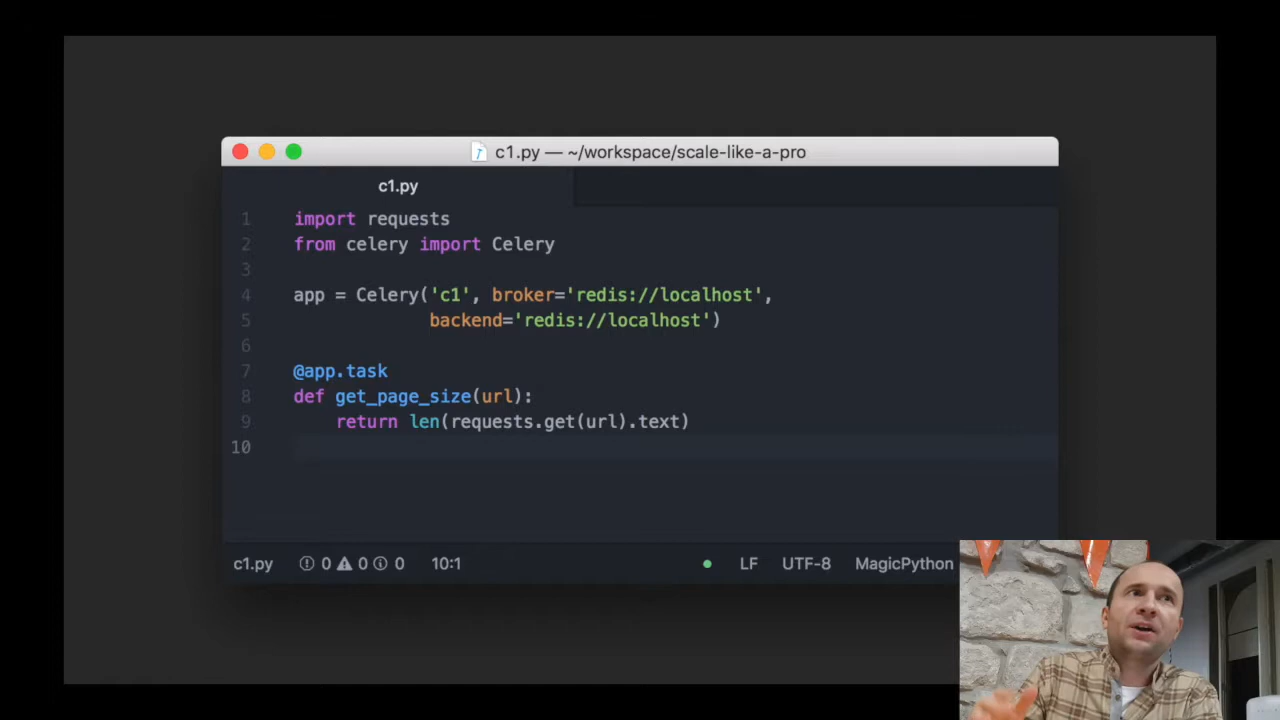 c1.py — ~/workspace/scale-like-a-pro
c1.py
1 import requests
2 from celery import Celery
3
4 app = Celery('c1', broker='redis://localhost',
5 backend='redis://localhost')
6
7 @app.task
8 def get_page_size(url):
9 return len(requests.get(url).text)
10
c1.py 0 0 0 10:1 LF UTF-8 MagicPython